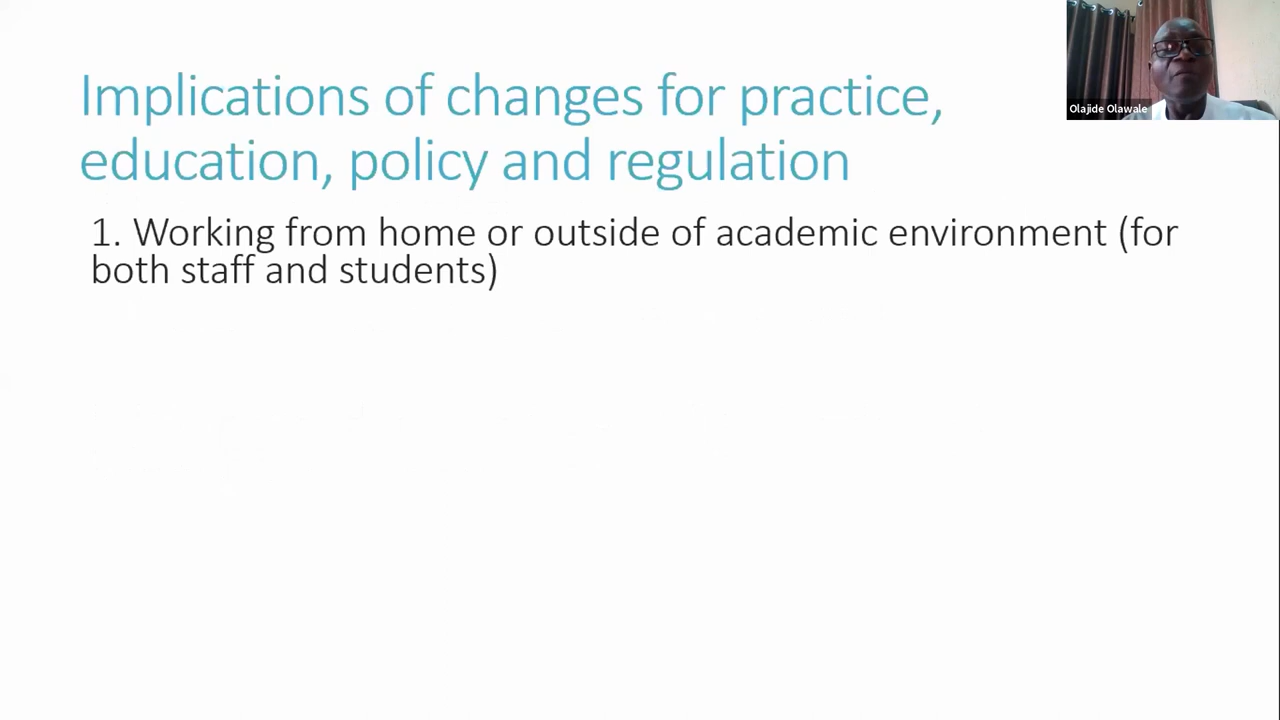 Implications of changes for practice,
education, policy and regulation
Olajide Olawale
1. Working from home or outside of academic environment (for
both staff and students)